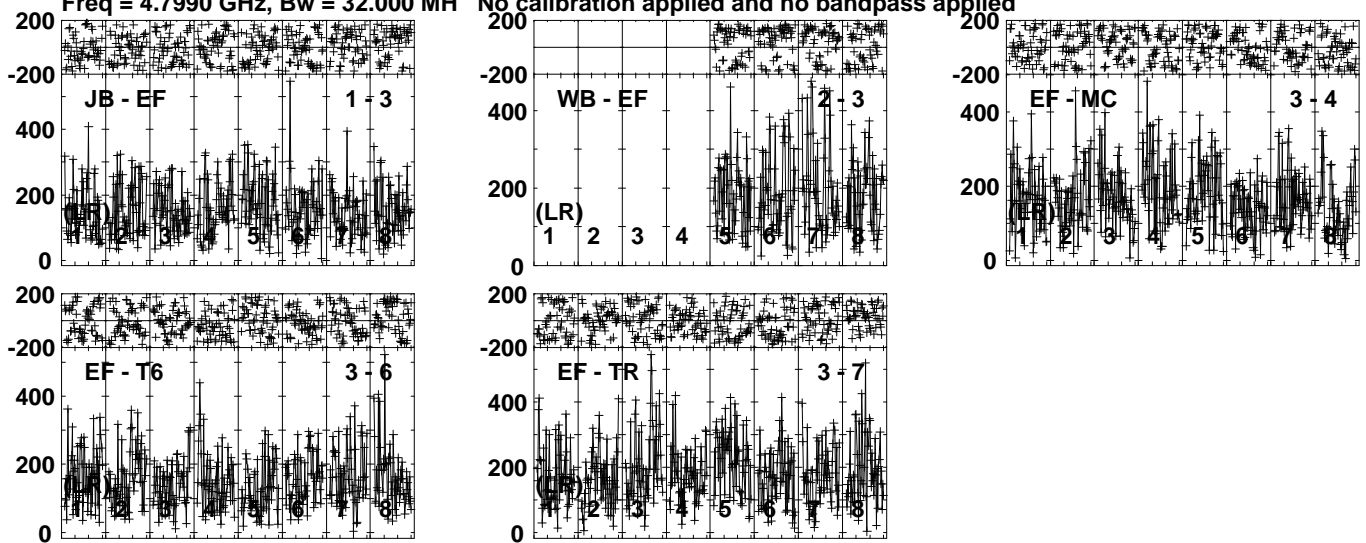 Freq = 4.7990 GHz, Bw = 32.000 MH No calibration applied and no bandpass applied
200
-200
JB - EF 1 - 3
400
200
(LR)
1 2 3 4 5 6 7 8
0
200
-200
WB - EF 2 - 3
400
200
(LR)
1 2 3 4 5 6 7 8
0
200
-200
EF - MC 3 - 4
400
200
(LR)
1 2 3 4 5 6 7 8
0
200
-200
EF - T6 3 - 6
400
200
(LR)
1 2 3 4 5 6 7 8
0
200
-200
EF - TR 3 - 7
400
200
(LR)
1 2 3 4 5 6 7 8
0